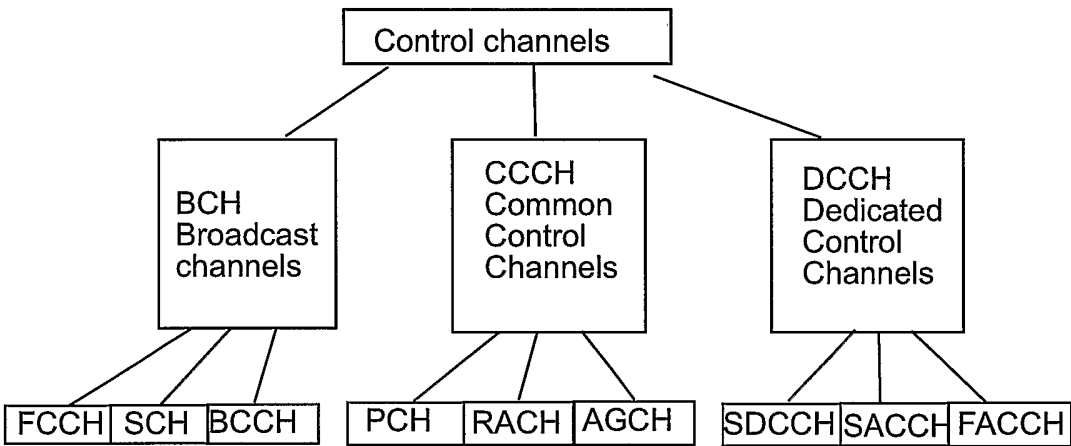 Control channels
BCH
Broadcast
channels
CCCH
Common
Control
Channels
DCCH
Dedicated
Control
Channels
FCCH
SCH
BCCH
PCH
RACH
AGCH
SDCCH
SACCH
FACCH